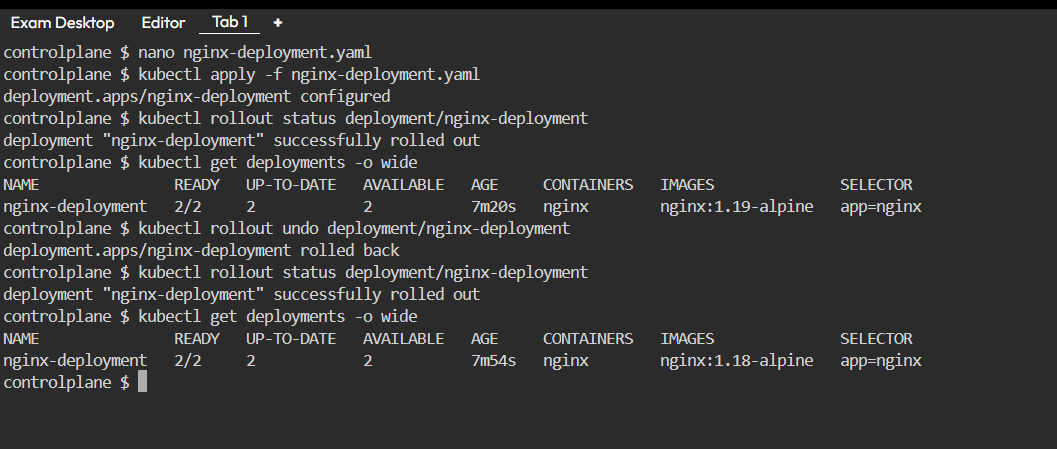 Exam Desktop Editor Tab 1 +
controlplane $ nano nginx-deployment.yaml
controlplane $ kubectl apply -f nginx-deployment.yaml
deployment.apps/nginx-deployment configured
controlplane $ kubectl rollout status deployment/nginx-deployment
deployment "nginx-deployment" successfully rolled out
controlplane $ kubectl get deployments -o wide
NAME READY UP-TO-DATE AVAILABLE AGE CONTAINERS IMAGES SELECTOR
nginx-deployment 2/2 2 2 7m20s nginx nginx:1.19-alpine app=nginx
controlplane $ kubectl rollout undo deployment/nginx-deployment
deployment.apps/nginx-deployment rolled back
controlplane $ kubectl rollout status deployment/nginx-deployment
deployment "nginx-deployment" successfully rolled out
controlplane $ kubectl get deployments -o wide
NAME READY UP-TO-DATE AVAILABLE AGE CONTAINERS IMAGES SELECTOR
nginx-deployment 2/2 2 2 7m54s nginx nginx:1.18-alpine app=nginx
controlplane $